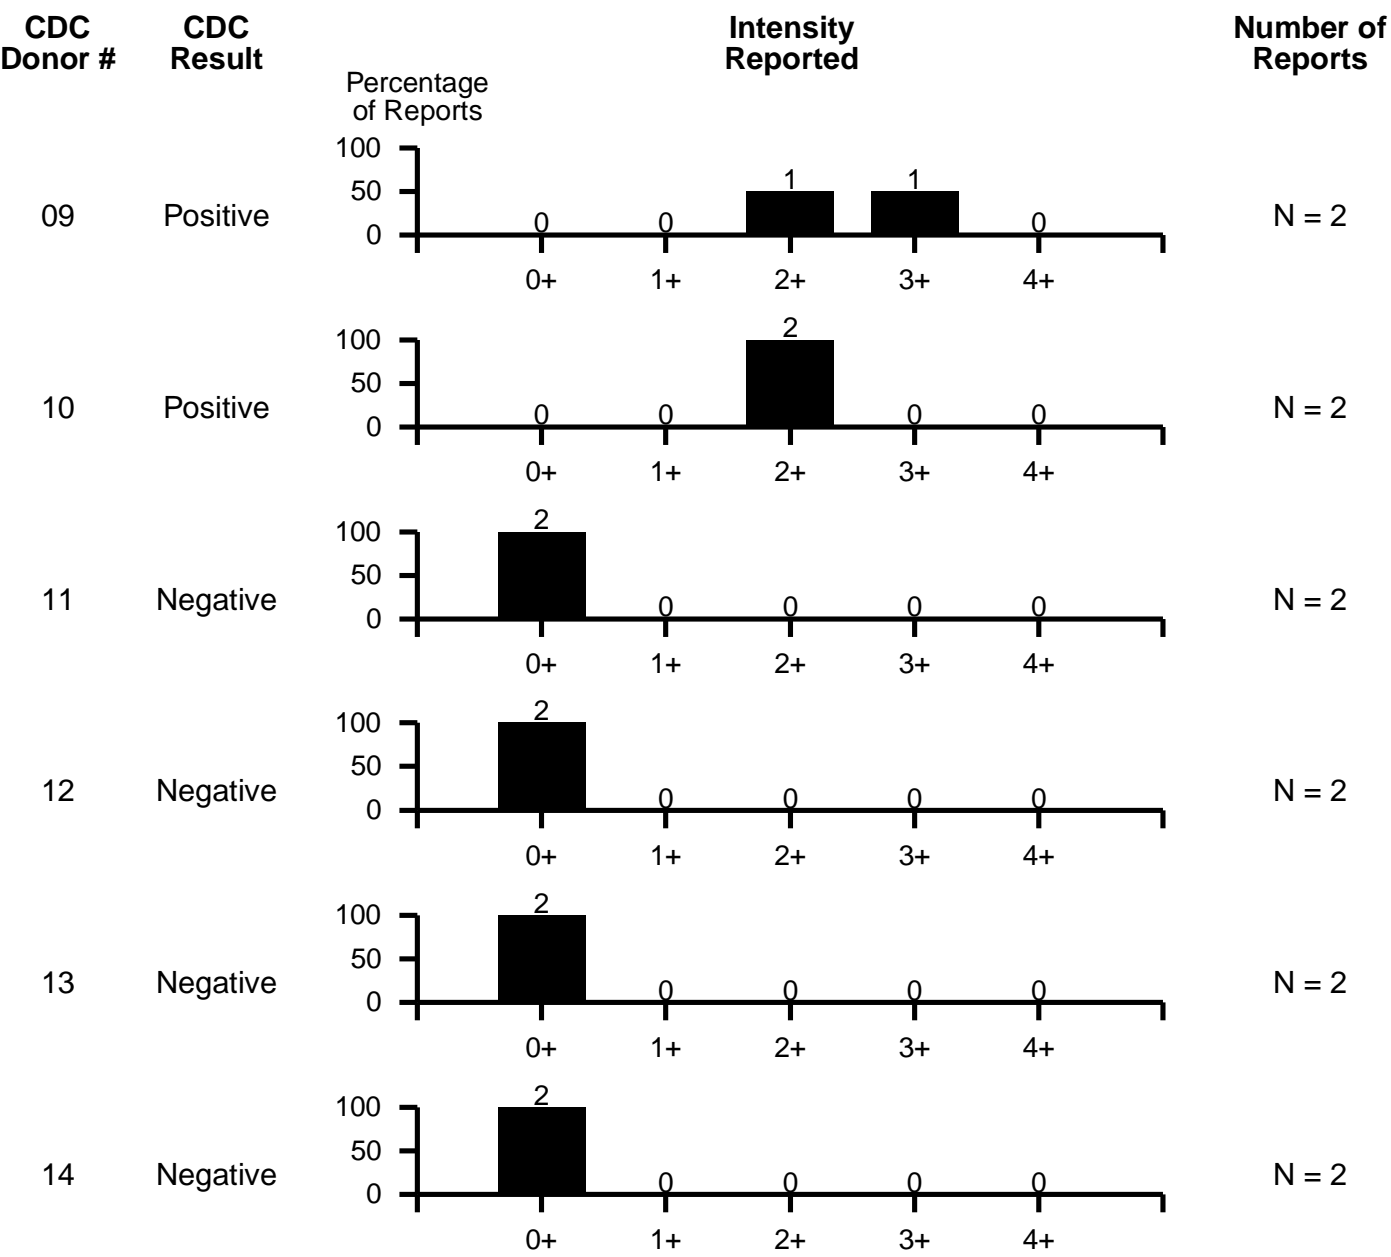 CDC CDC Intensity Number of
Donor # Result Reported Reports
Percentage
of Reports
100
50 1 1
09 Positive 0 0 0 0 N = 2
0+ 1+ 2+ 3+ 4+
100 2
50
10 Positive 0 0 0 0 0 N = 2
0+ 1+ 2+ 3+ 4+
100 2
50
11 Negative 0 0 0 0 0 N = 2
0+ 1+ 2+ 3+ 4+
100 2
50
12 Negative 0 0 0 0 0 N = 2
0+ 1+ 2+ 3+ 4+
100 2
50
13 Negative 0 0 0 0 0 N = 2
0+ 1+ 2+ 3+ 4+
100 2
50
14 Negative 0 0 0 0 0 N = 2
0+ 1+ 2+ 3+ 4+